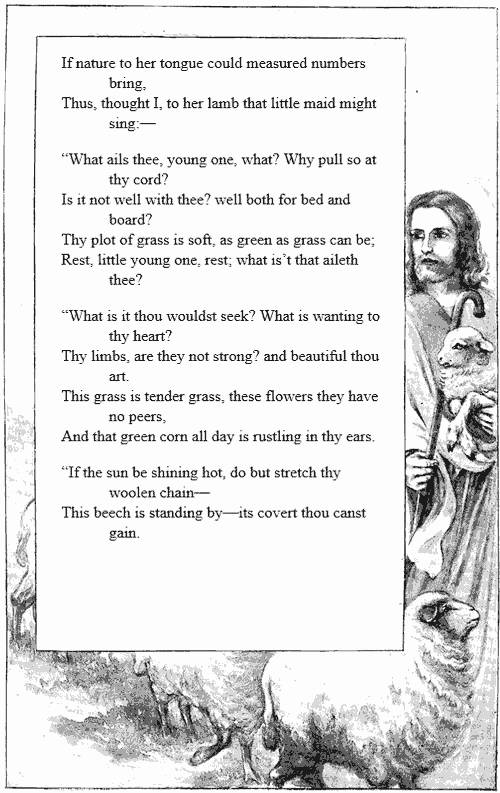 If nature to her tongue could measured numbers
bring,
Thus, thought I, to her lamb that little maid might
sing:—
“What ails thee, young one, what? Why pull so at
thy cord?
Is it not well with thee? well both for bed and
board?
Thy plot of grass is soft, as green as grass can be;
Rest, little young one, rest; what is’t that aileth
thee?
“What is it thou wouldst seek? What is wanting to
thy heart?
Thy limbs, are they not strong? and beautiful thou
art.
This grass is tender grass, these flowers they have
no peers,
And that green corn all day is rustling in thy ears.
“If the sun be shining hot, do but stretch thy
woolen chain—
This beech is standing by—its covert thou canst
gain.